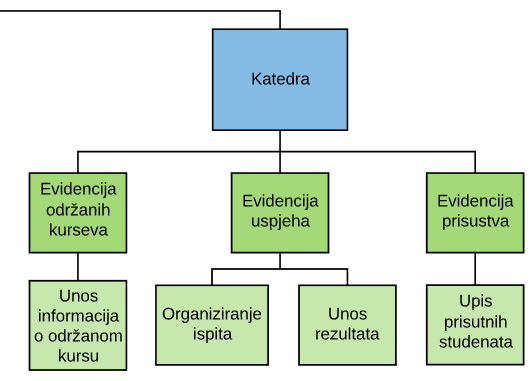 Katedra
Evidencija
održanih
kurseva
Evidencija
uspjeha
Evidencija
prisustva
Unos
informacija
o održanom
kursu
Organiziranje
ispita
Unos
rezultata
Upis
prisutnih
studenata